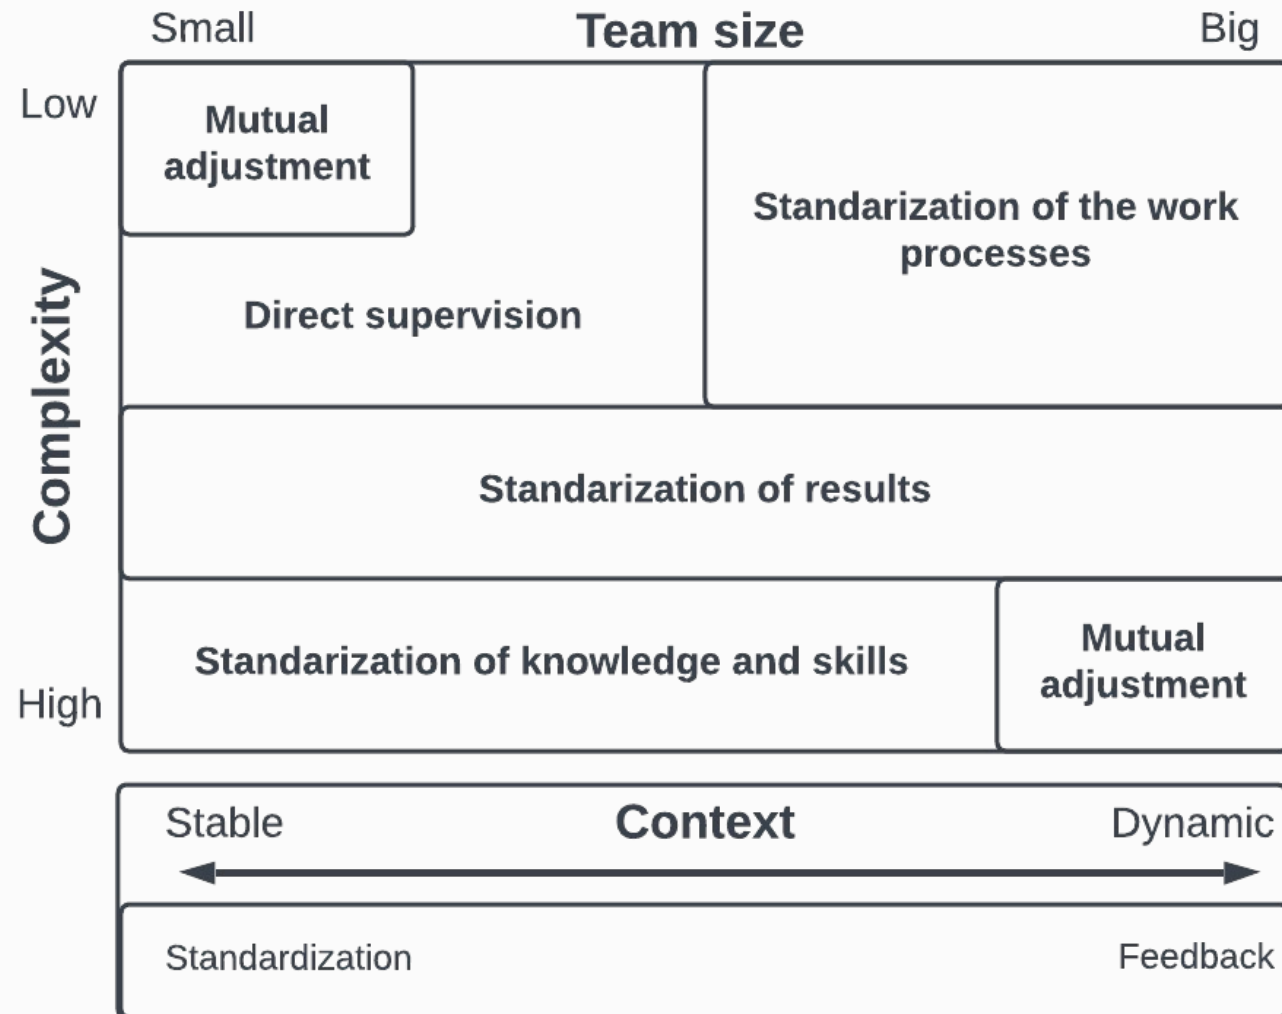 Small Team size Big
Low
Mutual
adjustment
Standarization of the work
processes
Direct supervision
Complexity
Standarization of results
Standarization of knowledge and skills
Mutual
adjustment
High
Stable Context Dynamic
Standardization Feedback